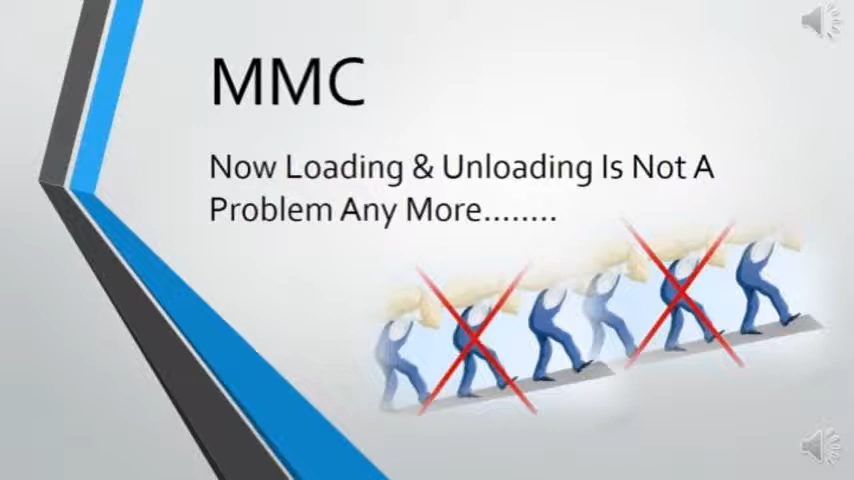 MMC
Now Loading & Unloading Is Not A
Problem Any More........